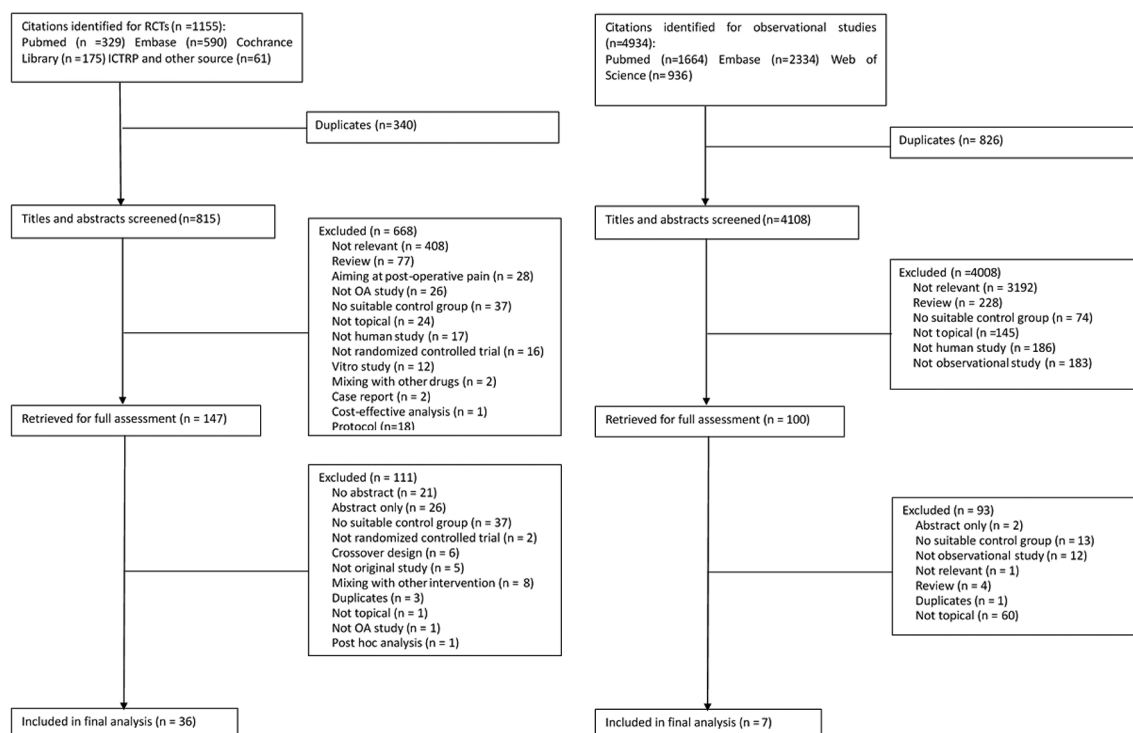 Citations identified for RCTs (n =1155):
Pubmed (n =329) Embase (n=590) Cochrance
Library (n =175) ICTRP and other source (n=61)
Duplicates (n=340)
Titles and abstracts screened (n=815)
Excluded (n = 668)
Not relevant (n = 408)
Review (n = 77)
Aiming at post-operative pain (n = 28)
Not OA study (n = 26)
No suitable control group (n = 37)
Not topical (n = 24)
Not human study (n = 17)
Not randomized controlled trial (n = 16)
Vitro study (n = 12)
Mixing with other drugs (n = 2)
Case report (n = 2)
Cost-effective analysis (n = 1)
Protocol (n=18)
Retrieved for full assessment (n = 147)
Excluded (n = 111)
No abstract (n = 21)
Abstract only (n = 26)
No suitable control group (n = 37)
Not randomized controlled trial (n = 2)
Crossover design (n = 6)
Not original study (n = 5)
Mixing with other intervention (n = 8)
Duplicates (n = 3)
Not topical (n = 1)
Not OA study (n = 1)
Post hoc analysis (n = 1)
Included in final analysis (n = 36)
Citations identified for observational studies
(n=4934):
Pubmed (n=1664) Embase (n=2334) Web of
Science (n= 936)
Duplicates (n= 826)
Titles and abstracts screened (n=4108)
Excluded (n =4008)
Not relevant (n = 3192)
Review (n = 228)
No suitable control group (n = 74)
Not topical (n =145)
Not human study (n = 186)
Not observational study (n = 183)
Retrieved for full assessment (n = 100)
Excluded (n = 93)
Abstract only (n = 2)
No suitable control group (n = 13)
Not observational study (n = 12)
Not relevant (n = 1)
Review (n = 4)
Duplicates (n = 1)
Not topical (n = 60)
Included in final analysis (n = 7)